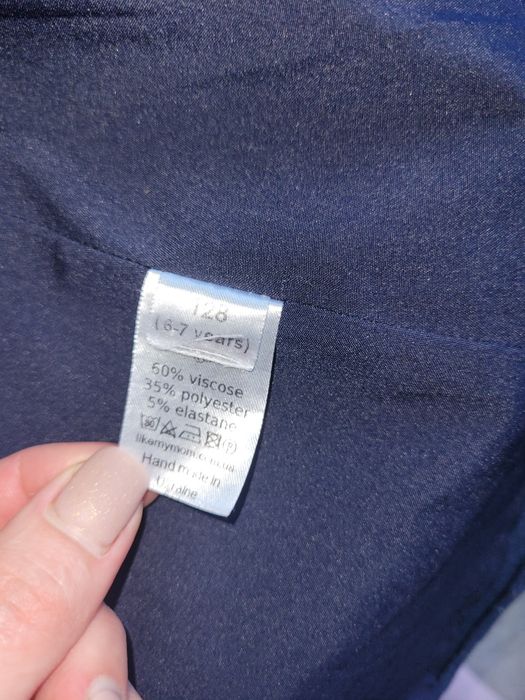 128
(6-7 years)
60% viscose
35% polyester
5% elastane
likemymom.com.ua
Hand made in
Ukraine